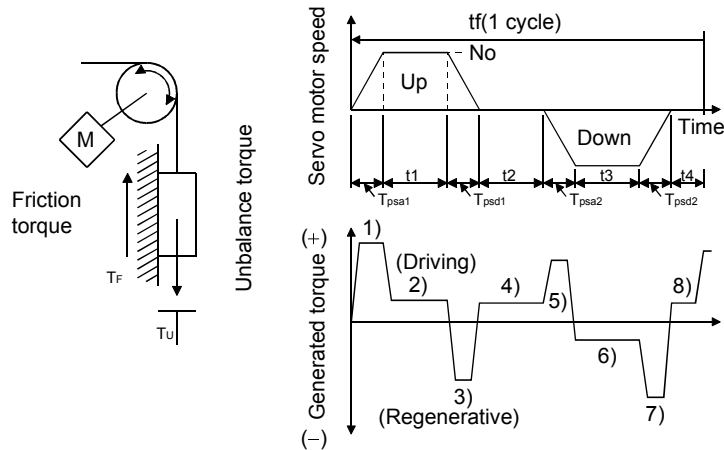 tf(1 cycle)
Servo motor speed
No
Up
Down
Time
t1
t2
t3
t4
Tpsa1
Tpsd1
Tpsa2
Tpsd2
M
Friction
torque
Unbalance torque
TF
TU
Generated torque
(+)
(−)
1)
(Driving)
2)
3)
(Regenerative)
4)
5)
6)
7)
8)